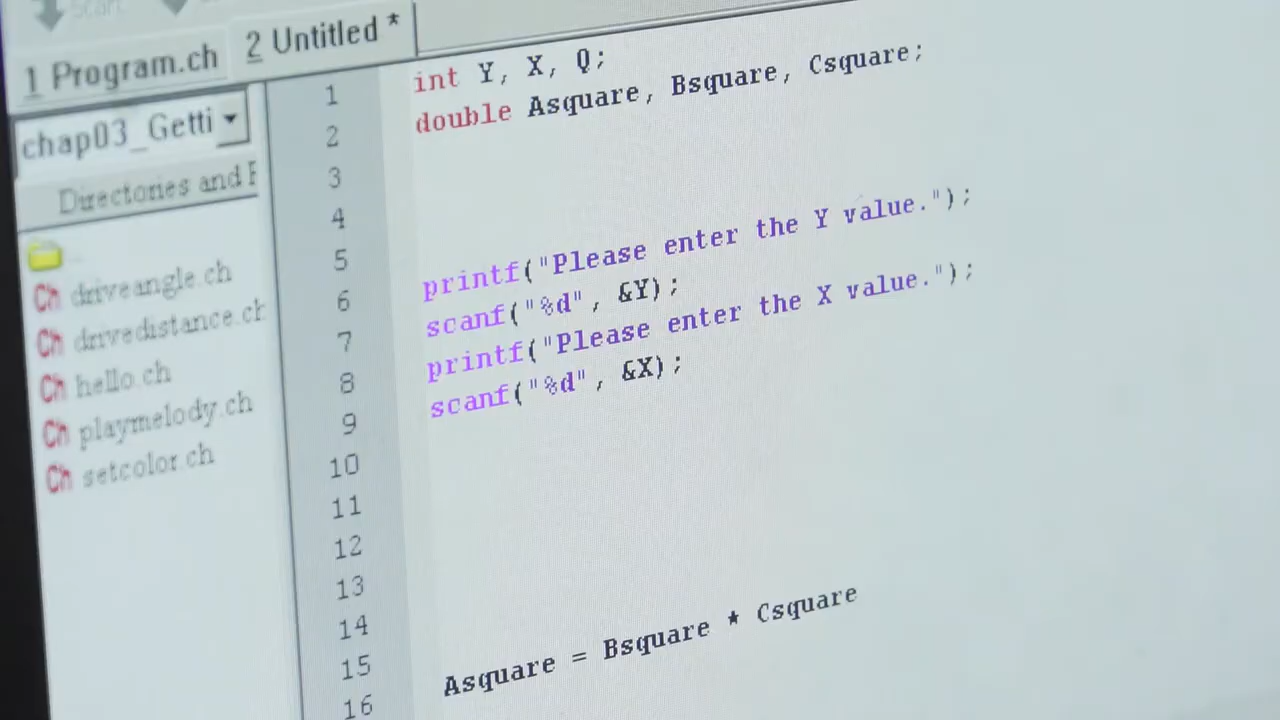 1 Program.ch
2 Untitled *
chap03_Getti
Directories and F
driveangle.ch
drivedistance.ch
hello.ch
playmelody.ch
setcolor.ch
1 int Y, X, Q;
2 double Asquare, Bsquare, Csquare;
3
4
5
6 printf("Please enter the Y value.");
7 scanf("%d", &Y);
8 printf("Please enter the X value.");
9 scanf("%d", &X);
10
11
12
13
14
15
16 Asquare = Bsquare * Csquare